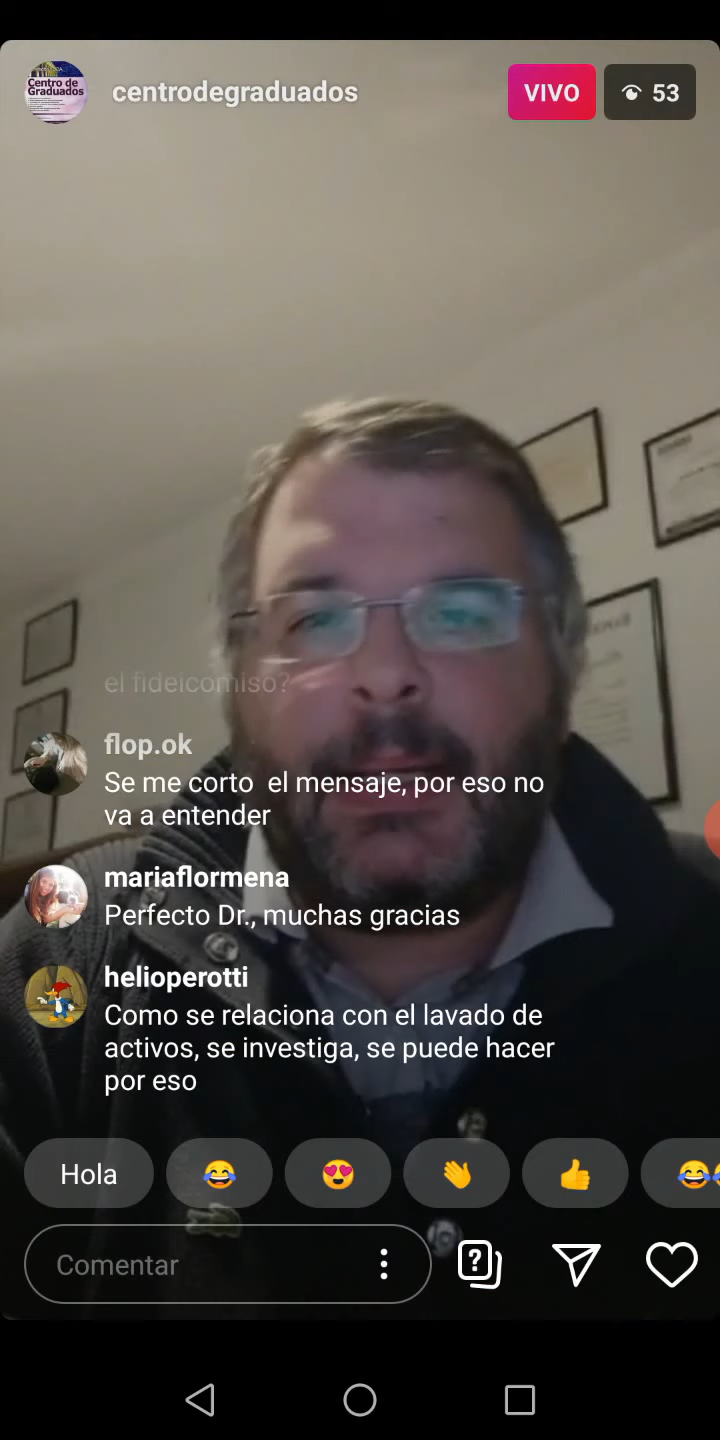 Centro de
Graduados
centrodegraduados
VIVO
53
el fideicomiso?
flop.ok
Se me corto  el mensaje, por eso no
va a entender
mariaflormena
Perfecto Dr., muchas gracias
helioperotti
Como se relaciona con el lavado de
activos, se investiga, se puede hacer
por eso
Hola
Comentar